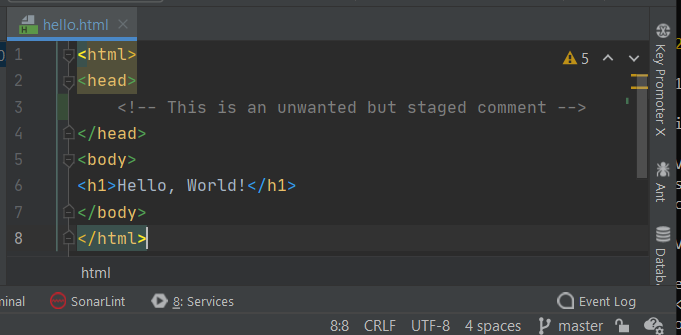 hello.html
1 <html>
2 <head>
3 <!-- This is an unwanted but staged comment -->
4 </head>
5 <body>
6 <h1>Hello, World!</h1>
7 </body>
8 </html>
5
html
Key Promoter X
Ant
minal
SonarLint
8: Services
Event Log
8:8 CRLF UTF-8 4 spaces master